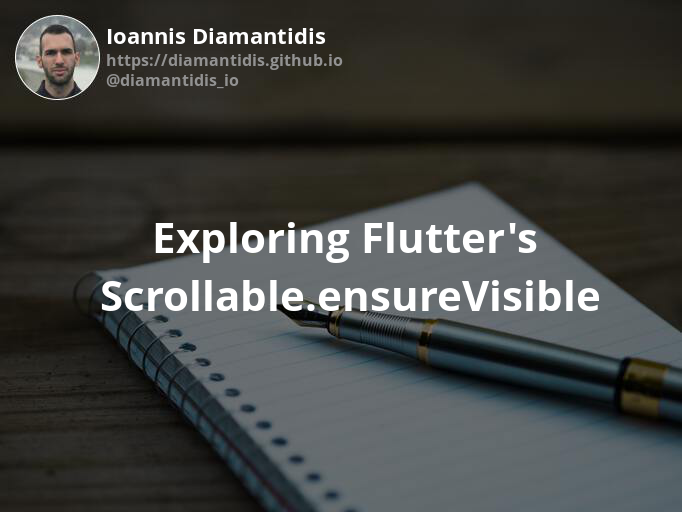 Ioannis Diamantidis
https://diamantidis.github.io
@diamantidis_io
Exploring Flutter's
Scrollable.ensureVisible